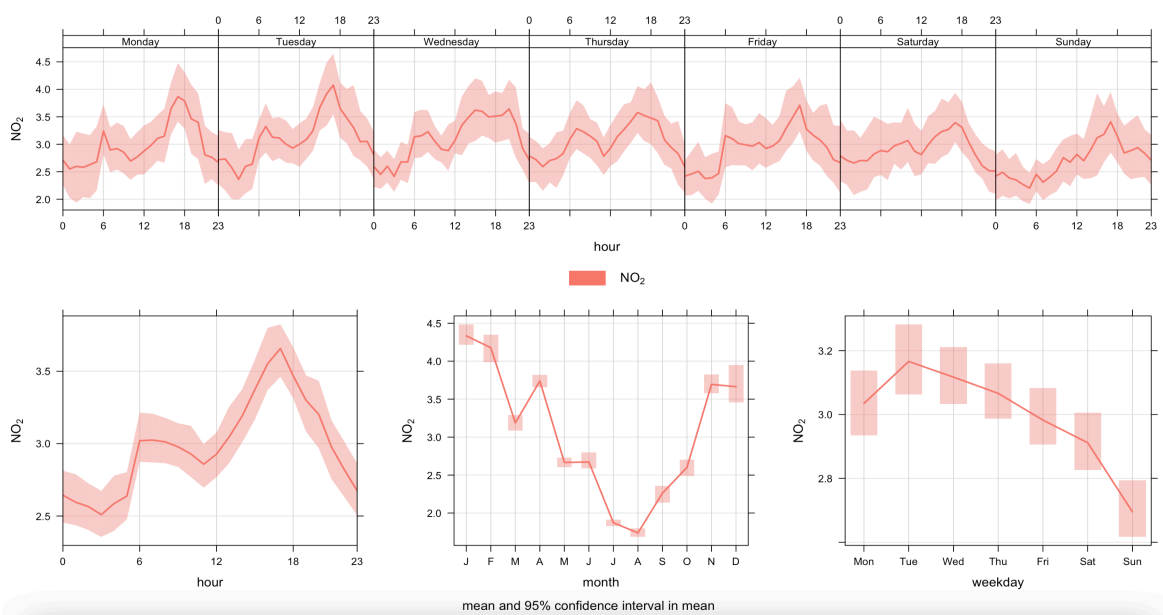 0 6 12 18 23 0 6 12 18 23 0 6 12 18 23
Monday Tuesday Wednesday Thursday Friday Saturday Sunday
4.5
4.0
3.5
3.0
2.5
2.0
NO₂
0 6 12 18 23 0 6 12 18 23 0 6 12 18 23 0 6 12 18 23
hour
NO₂
3.5
3.0
2.5
NO₂
0 6 12 18 23
hour
4.5
4.0
3.5
3.0
2.5
2.0
NO₂
J F M A M J J A S O N D
month
3.2
3.0
2.8
NO₂
Mon Tue Wed Thu Fri Sat Sun
weekday
mean and 95% confidence interval in mean